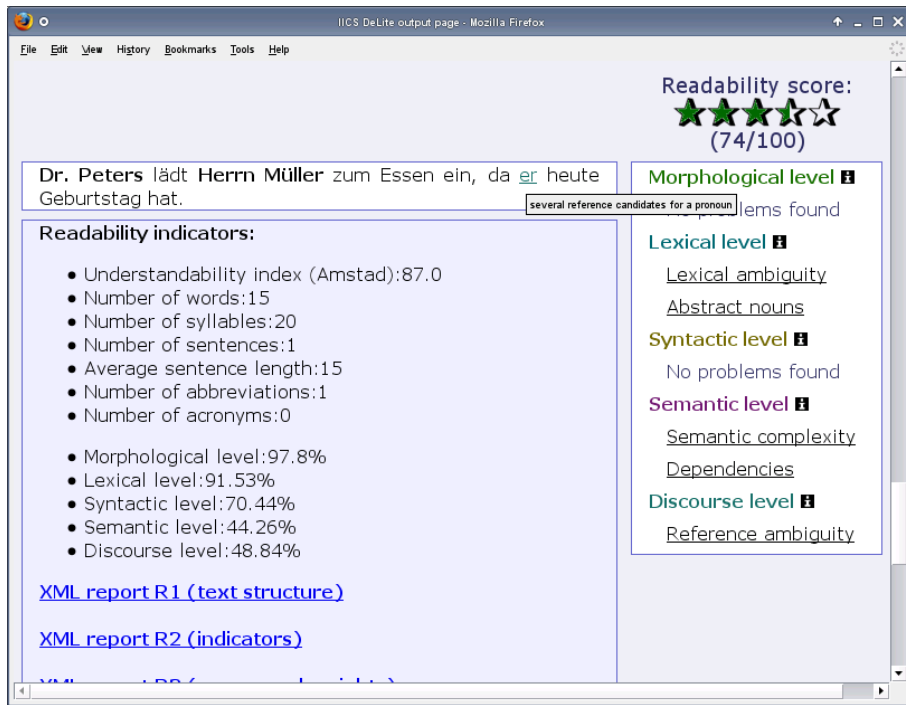 IICS DeLite output page - Mozilla Firefox
File Edit View History Bookmarks Tools Help
Readability score:
(74/100)
Dr. Peters lädt Herrn Müller zum Essen ein, da er heute
Geburtstag hat.
several reference candidates for a pronoun
Readability indicators:
Understandability index (Amstad):87.0
Number of words:15
Number of syllables:20
Number of sentences:1
Average sentence length:15
Number of abbreviations:1
Number of acronyms:0
Morphological level:97.8%
Lexical level:91.53%
Syntactic level:70.44%
Semantic level:44.26%
Discourse level:48.84%
XML report R1 (text structure)
XML report R2 (indicators)
Morphological level i
problems found
Lexical level i
Lexical ambiguity
Abstract nouns
Syntactic level i
No problems found
Semantic level i
Semantic complexity
Dependencies
Discourse level i
Reference ambiguity